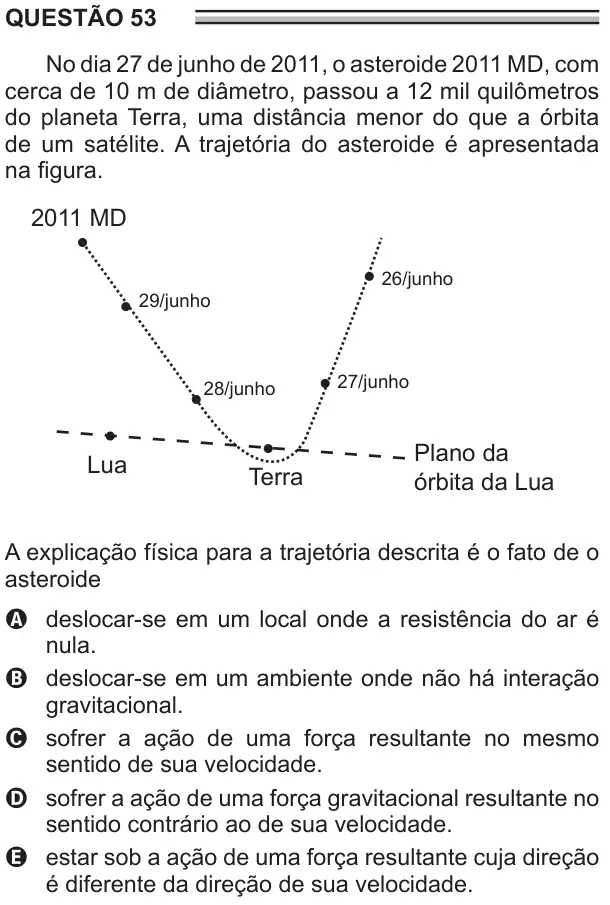 QUESTÃO 53
No dia 27 de junho de 2011, o asteroide 2011 MD, com
cerca de 10 m de diâmetro, passou a 12 mil quilômetros
do planeta Terra, uma distância menor do que a órbita
de um satélite. A trajetória do asteroide é apresentada
na figura.
2011 MD
26/junho
29/junho
27/junho
28/junho
Plano da
órbita da Lua
Lua
Terra
A explicação física para a trajetória descrita é o fato de o
asteroide
A deslocar-se em um local onde a resistência do ar é
nula.
B deslocar-se em um ambiente onde não há interação
gravitacional.
C sofrer a ação de uma força resultante no mesmo
sentido de sua velocidade.
D sofrer a ação de uma força gravitacional resultante no
sentido contrário ao de sua velocidade.
E estar sob a ação de uma força resultante cuja direção
é diferente da direção de sua velocidade.